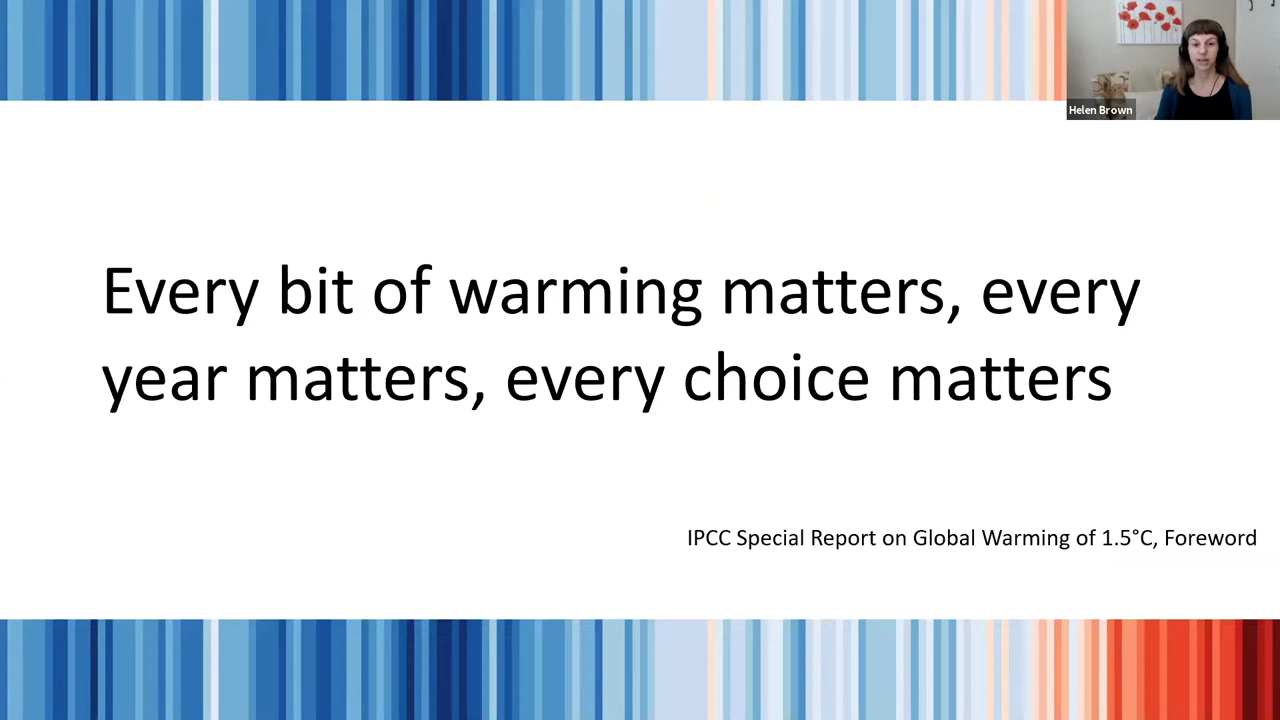 Helen Brown
Every bit of warming matters, every
year matters, every choice matters
IPCC Special Report on Global Warming of 1.5°C, Foreword